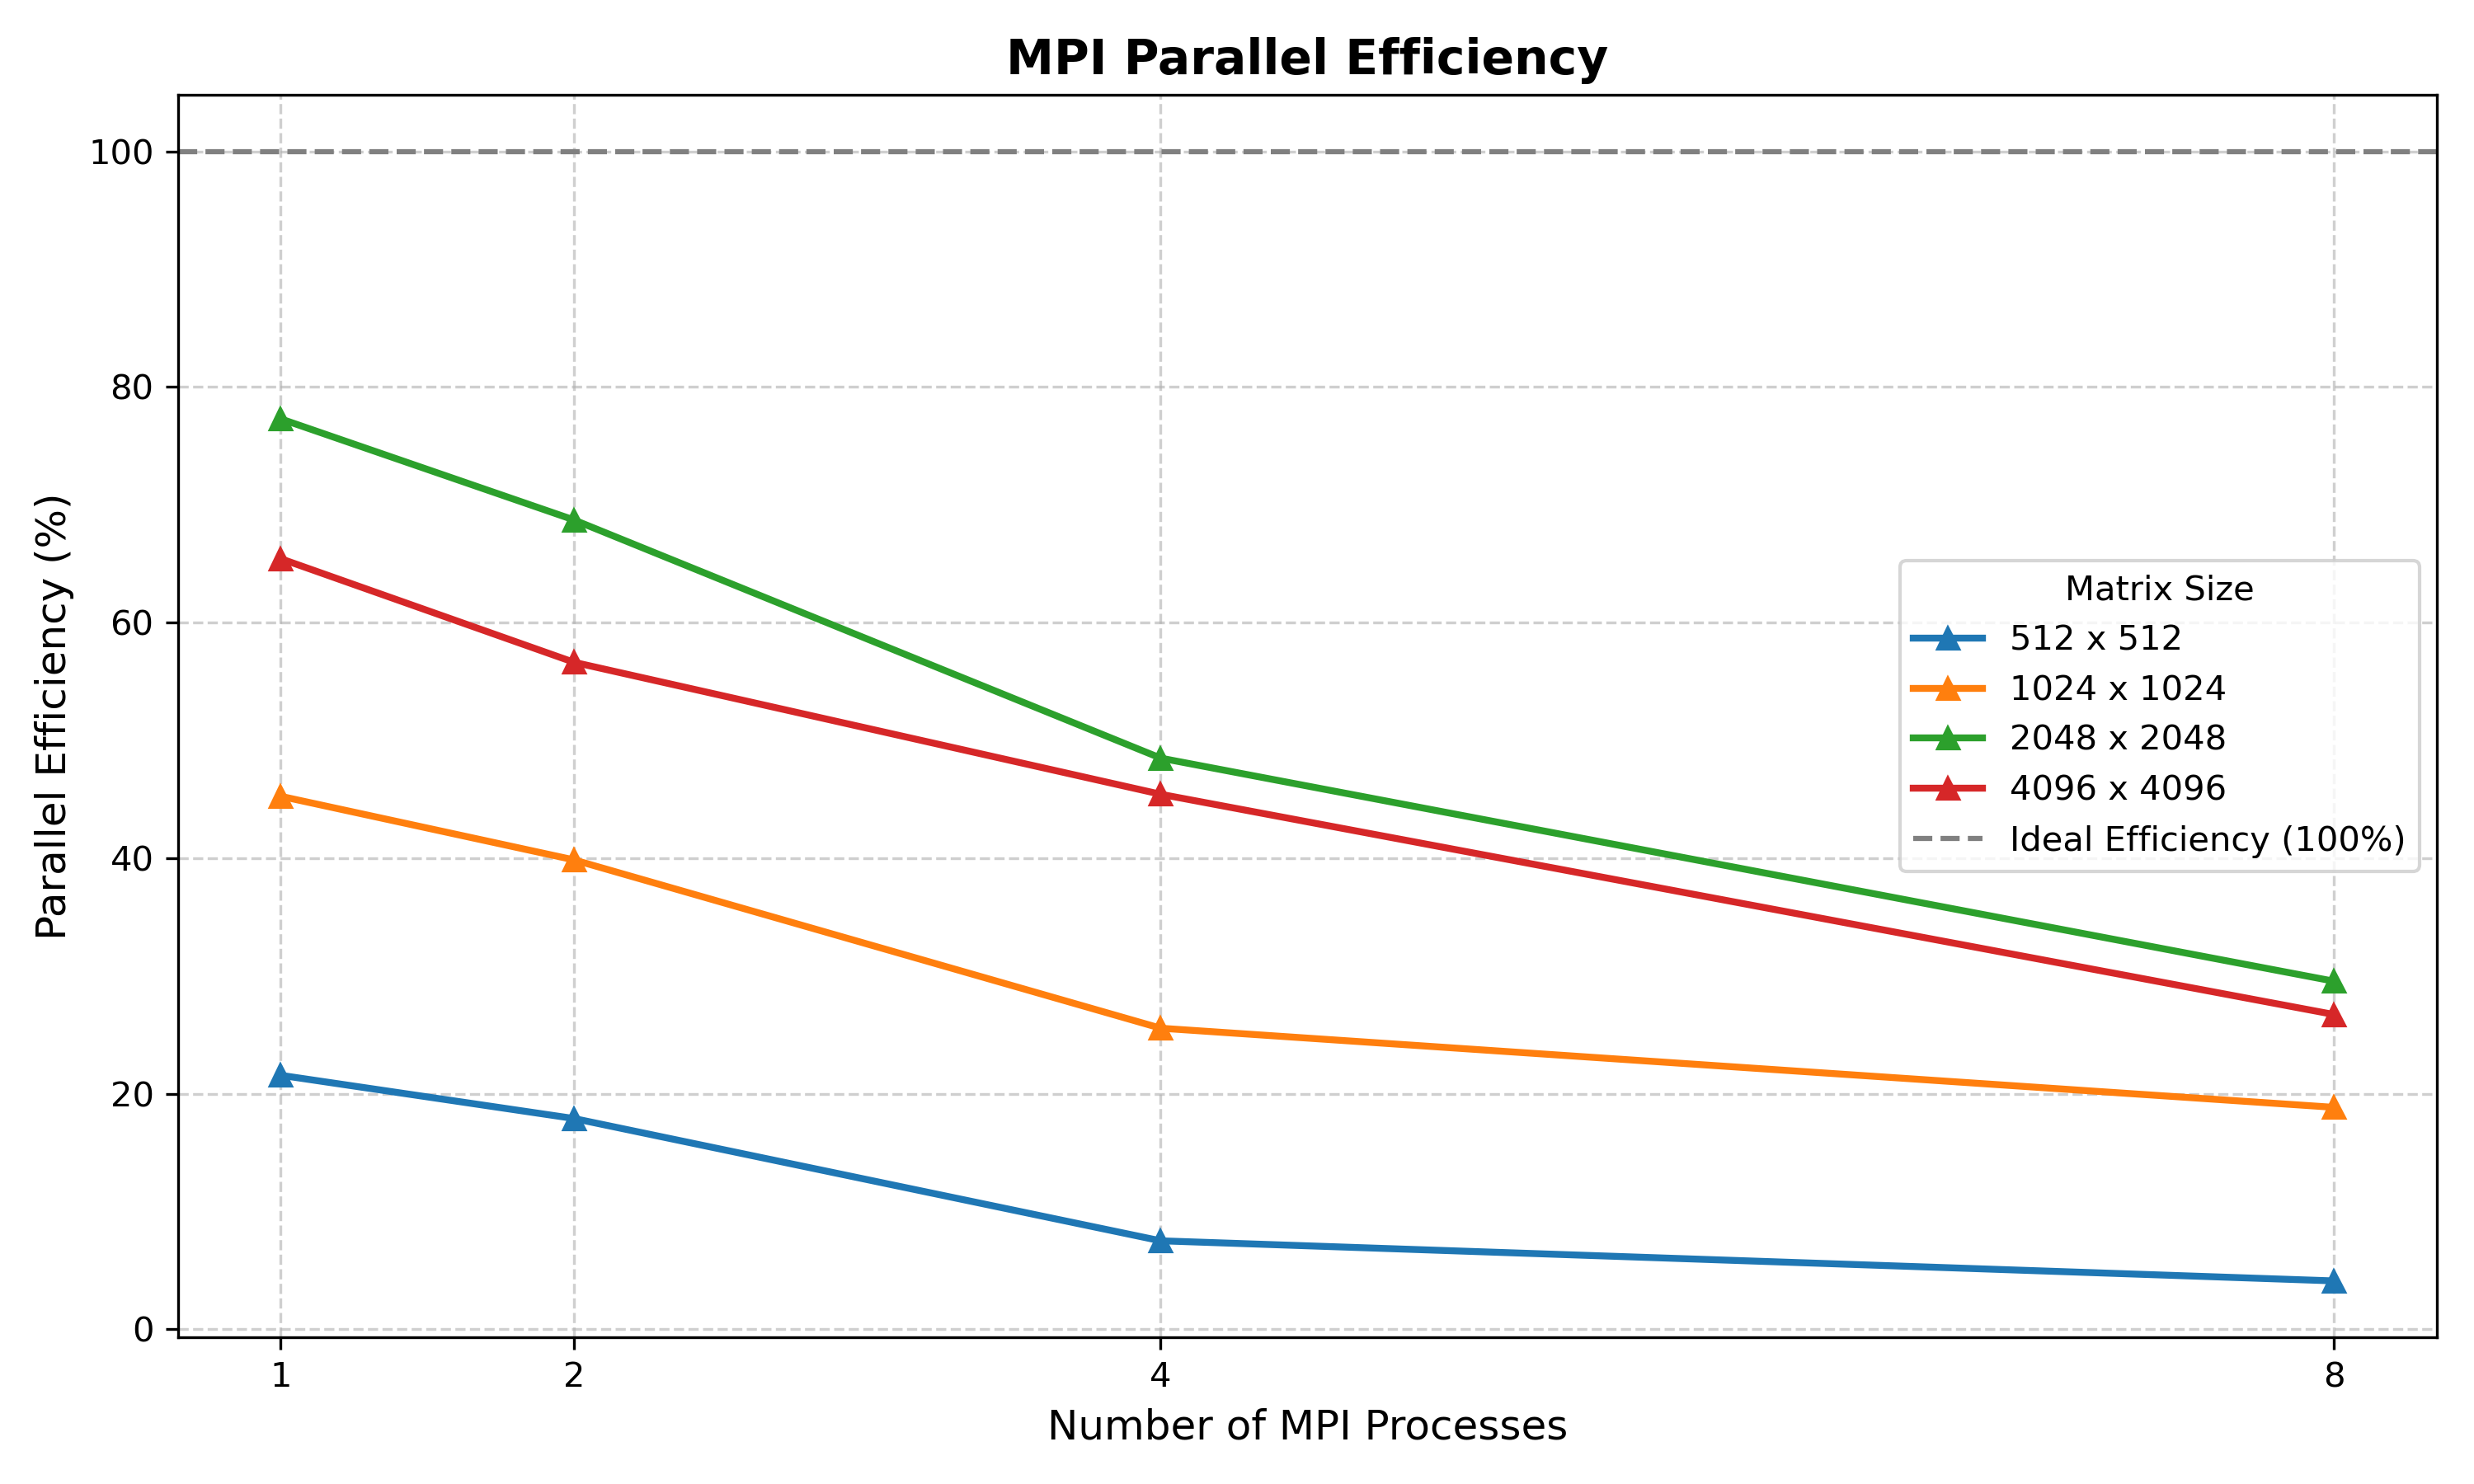 MPI Parallel Efficiency
Parallel Efficiency (%)
100
80
60
40
20
0
Matrix Size
512 x 512
1024 x 1024
2048 x 2048
4096 x 4096
Ideal Efficiency (100%)
1 2 4 8
Number of MPI Processes